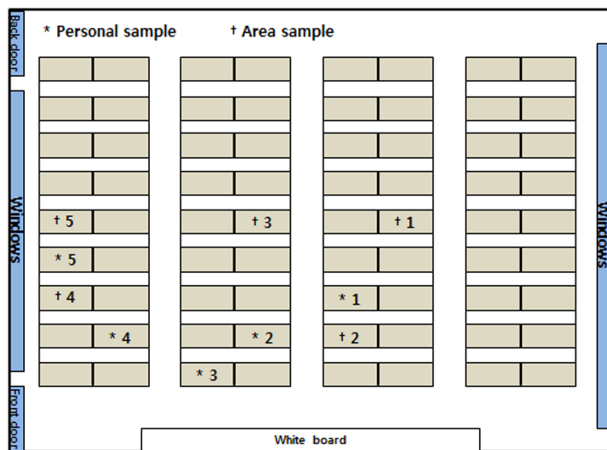 Back door
* Personal sample † Area sample
Windows
Windows
† 5
† 3
† 1
* 5
† 4
* 1
* 4
* 2
† 2
* 3
Front door
White board